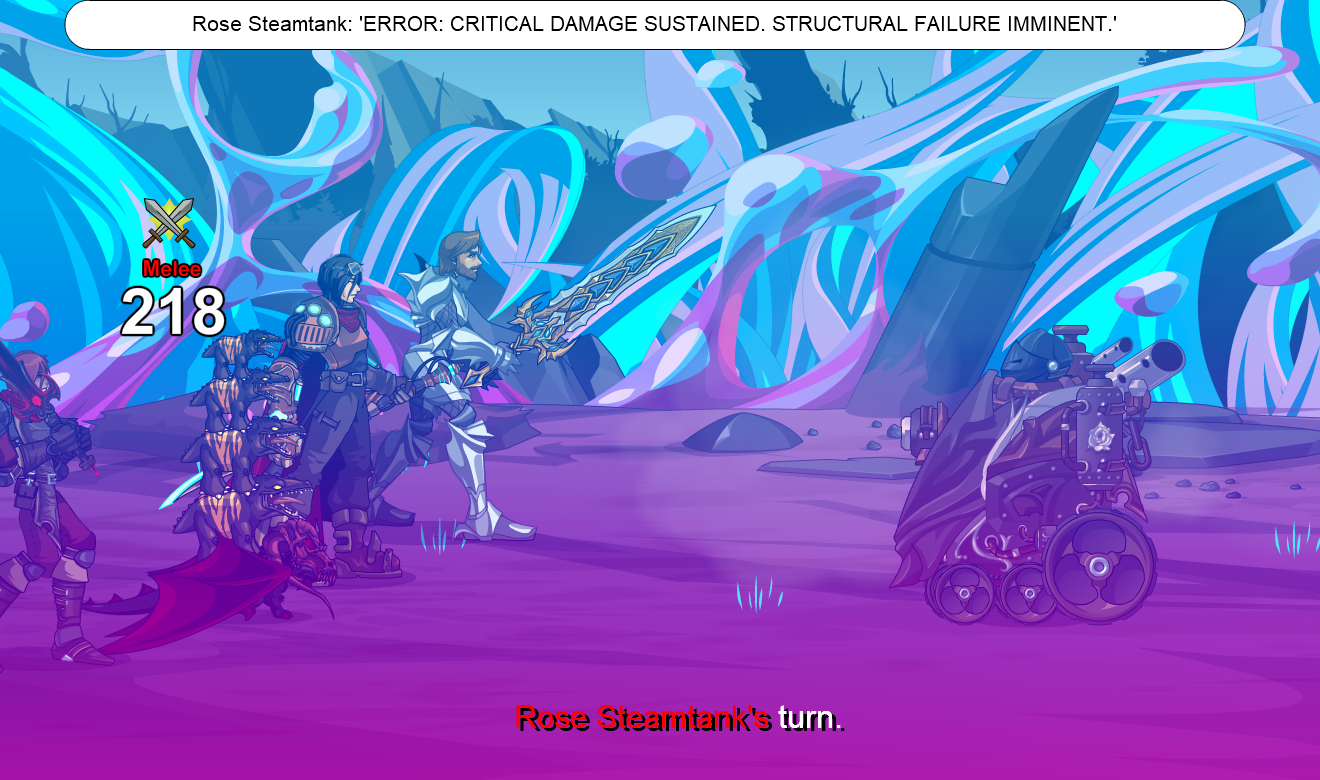 Rose Steamtank: 'ERROR: CRITICAL DAMAGE SUSTAINED. STRUCTURAL FAILURE IMMINENT.'
Melee
218
Rose Steamtank's turn.